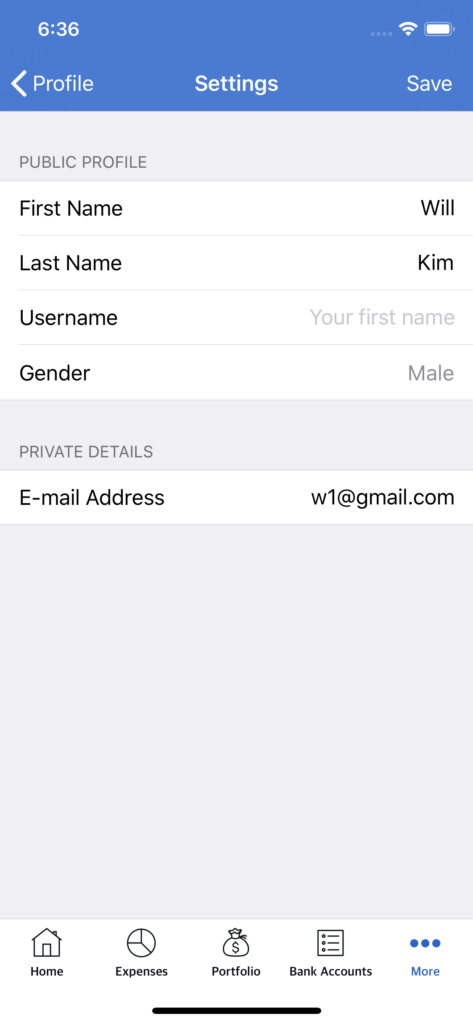 6:36
Profile Settings Save
PUBLIC PROFILE
First Name Will
Last Name Kim
Username Your first name
Gender Male
PRIVATE DETAILS
E-mail Address w1@gmail.com
$
Home Expenses Portfolio Bank Accounts More